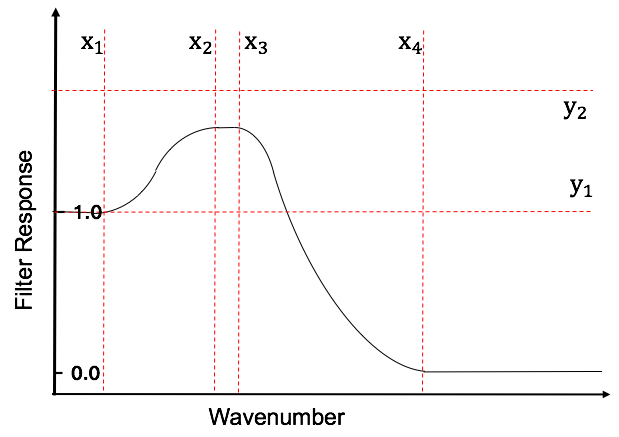 x₁
x₂
x₃
x₄
y₂
y₁
1.0
0.0
Filter Response
Wavenumber